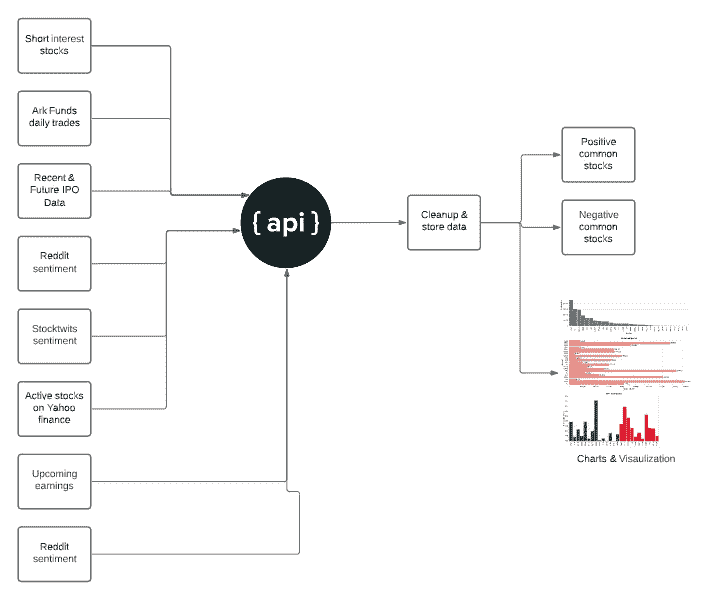 Short interest
stocks
Ark Funds
daily trades
Recent &
Future IPO
Data
Reddit
sentiment
Stocktwits
sentiment
Active stocks
on Yahoo
finance
Upcoming
earnings
Reddit
sentiment
{ api }
Cleanup &
store data
Positive
common
stocks
Negative
common
stocks
Charts & Visaulization